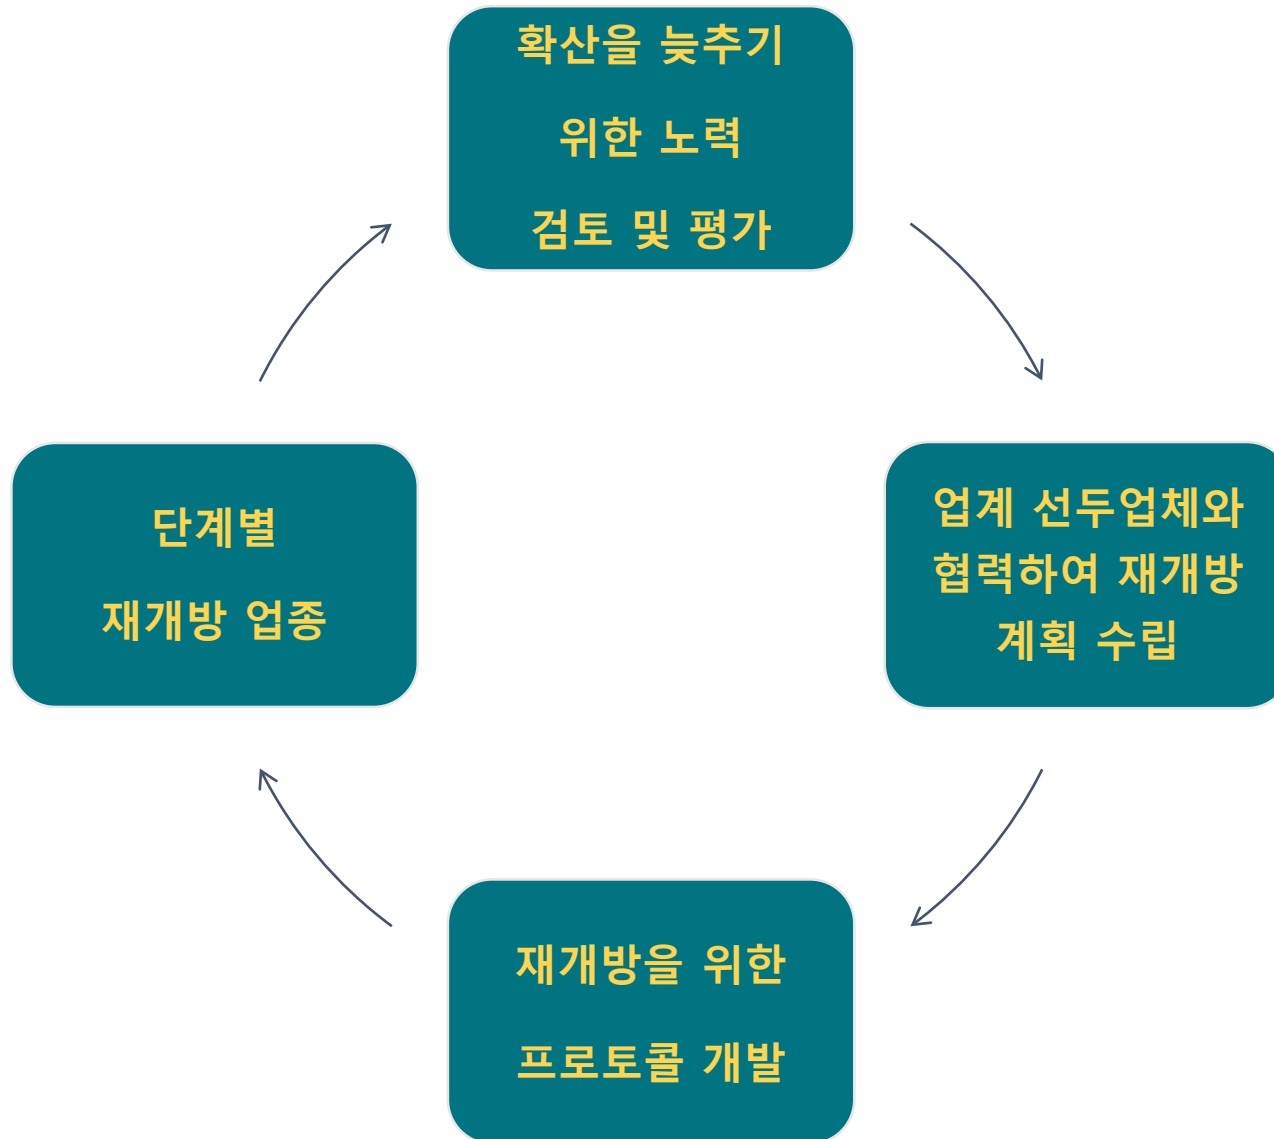 확산을 늦추기
위한 노력
검토 및 평가
업계 선두업체와
협력하여 재개방
계획 수립
재개방을 위한
프로토콜 개발
단계별
재개방 업종